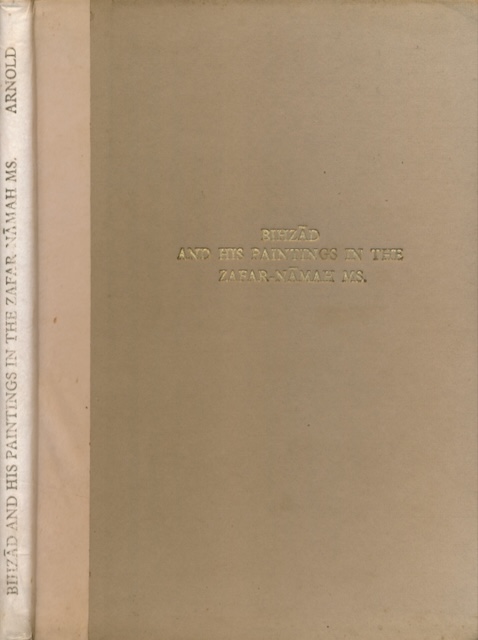 BIHZĀD AND HIS PAINTINGS IN THE ZAFAR-NĀMAH MS. ARNOLD
BIHZĀD
AND HIS PAINTINGS IN THE
ZAFAR-NĀMAH MS.